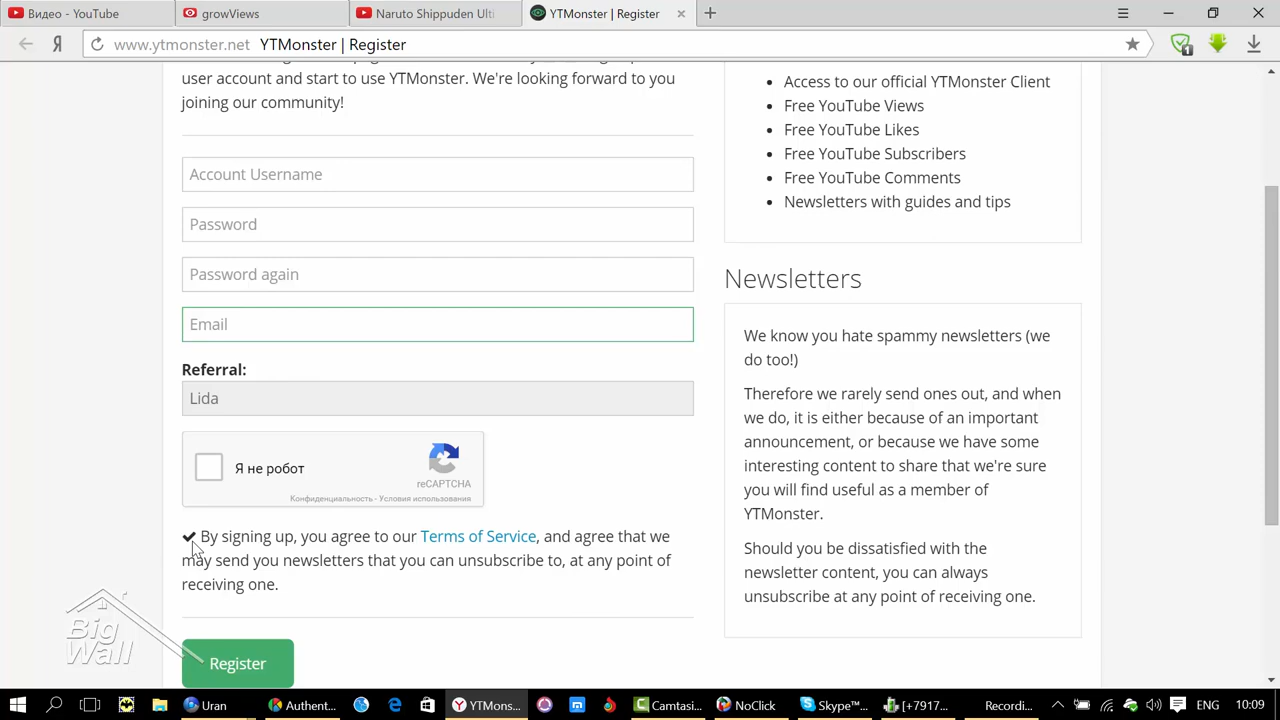 Видео - YouTube
growViews
Naruto Shippuden Ulti
YTMonster | Register
Я
www.ytmonster.net YTMonster | Register
1
user account and start to use YTMonster. We're looking forward to you
joining our community!
Account Username
Password
Password again
Email
Referral:
Lida
Я не робот
reCAPTCHA
Конфиденциальность - Условия использования
By signing up, you agree to our Terms of Service, and agree that we
may send you newsletters that you can unsubscribe to, at any point of
receiving one.
Register
Big
Wall
Access to our official YTMonster Client
Free YouTube Views
Free YouTube Likes
Free YouTube Subscribers
Free YouTube Comments
Newsletters with guides and tips
Newsletters
We know you hate spammy newsletters (we
do too!)
Therefore we rarely send ones out, and when
we do, it is either because of an important
announcement, or because we have some
interesting content to share that we're sure
you will find useful as a member of
YTMonster.
Should you be dissatisfied with the
newsletter content, you can always
unsubscribe at any point of receiving one.
Uran
Authent...
YTMons...
Camtasi...
NoClick
Skype™...
[+7917...
Recordi...
ENG
10:09